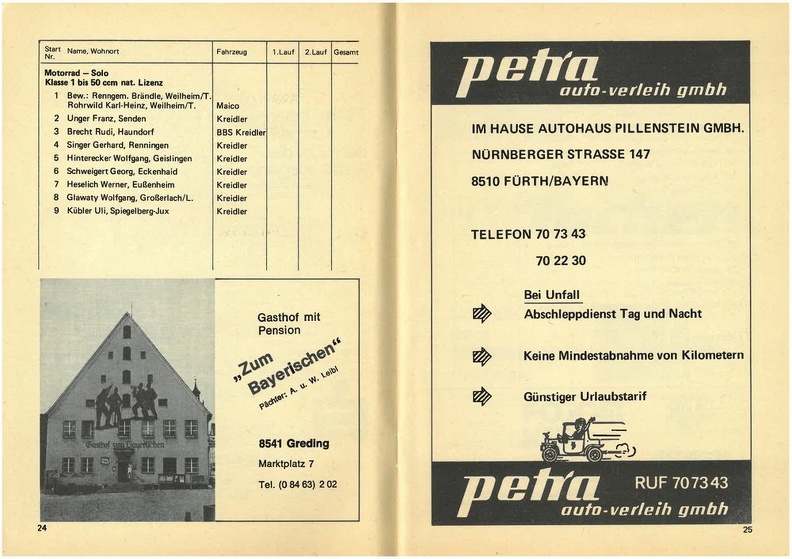 Start Nr. Name, Wohnort Fahrzeug 1.Lauf 2.Lauf Gesamt
Motorrad – Solo
Klasse 1 bis 50 ccm nat. Lizenz
1 Bew.: Renngem. Brändle, Weilheim/T.
Rohrwild Karl-Heinz, Weilheim/T. Maico
2 Unger Franz, Senden Kreidler
3 Brecht Rudi, Haundorf BBS Kreidler
4 Singer Gerhard, Renningen Kreidler
5 Hinterecker Wolfgang, Geislingen Kreidler
6 Schweigert Georg, Eckenhaid Kreidler
7 Heselich Werner, Eußenheim Kreidler
8 Glawaty Wolfgang, Großerlach/L. Kreidler
9 Kübler Uli, Spiegelberg-Jux Kreidler
Gasthof zum Bayerischen
Gasthof mit
Pension
„Zum
Bayerischen“
Pächter: A. u. W. Leibl
8541 Greding
Marktplatz 7
Tel. (0 84 63) 2 02
24
petra
auto-verleih gmbh
IM HAUSE AUTOHAUS PILLENSTEIN GMBH.
NÜRNBERGER STRASSE 147
8510 FÜRTH/BAYERN
TELEFON 70 73 43
70 22 30
Bei Unfall
Abschleppdienst Tag und Nacht
Keine Mindestabnahme von Kilometern
Günstiger Urlaubstarif
petra RUF 70 73 43
auto-verleih gmbh
25